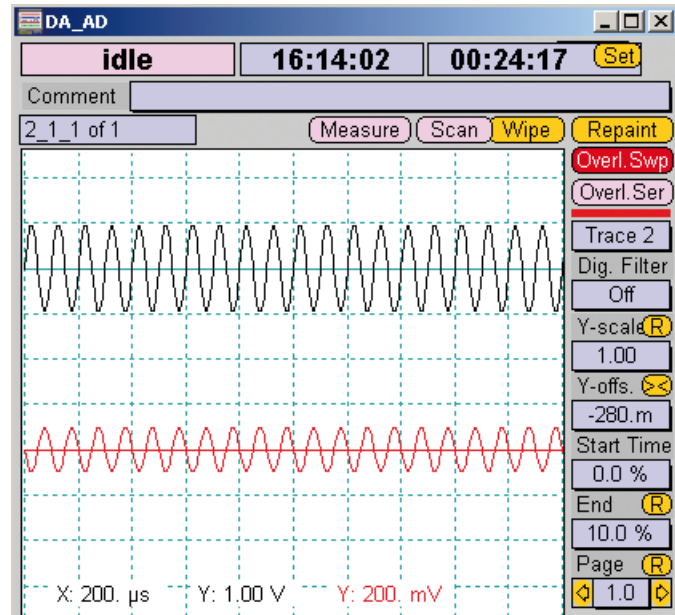 DA_AD
idle 16:14:02 00:24:17 Set
Comment
2_1_1 of 1 Measure Scan Wipe Repaint
Overl.Swp
Overl.Ser
Trace 2
Dig. Filter
Off
Y-scale R
1.00
Y-offs.
-280.m
Start Time
0.0 %
End R
10.0 %
Page R
1.0
X: 200. µs Y: 1.00 V Y: 200. mV